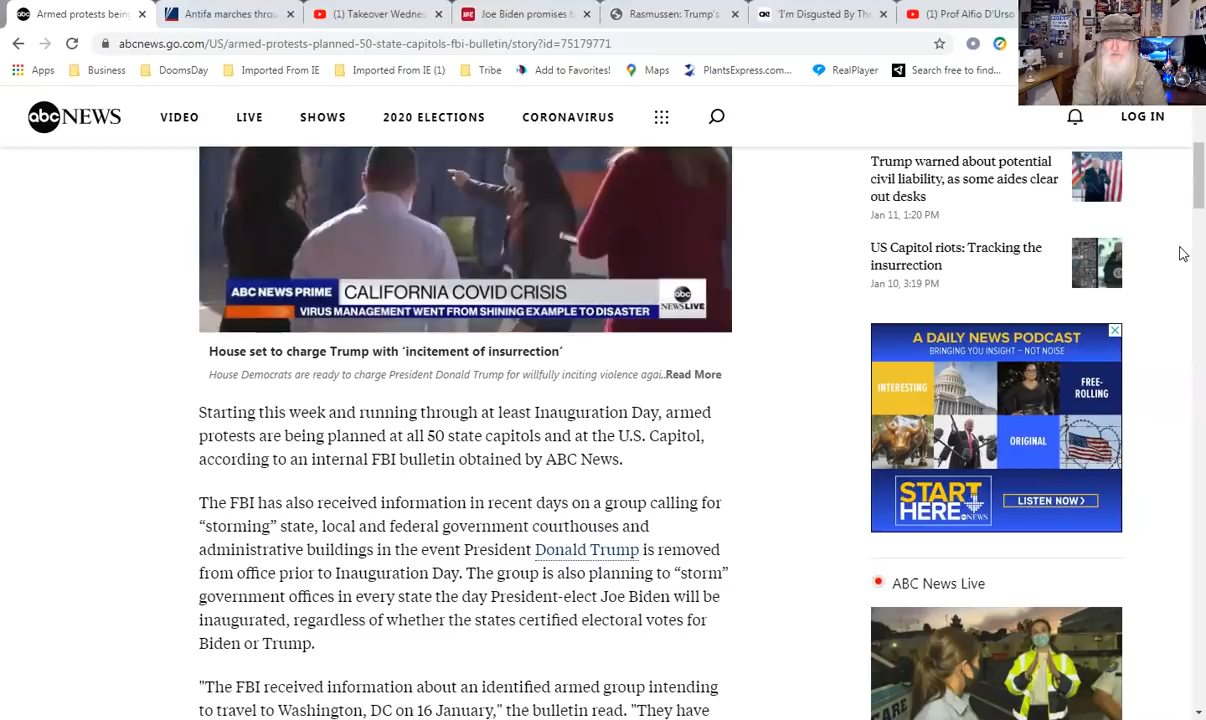 Armed protests bein
Antifa marches throu
(1) Takeover Wednes
Joe Biden promises t
Rasmussen: Trump's
'I'm Disgusted By The
(1) Prof Alfio D'Urso
abcnews.go.com/US/armed-protests-planned-50-state-capitols-fbi-bulletin/story?id=75179771
Apps Business DoomsDay Imported From IE Imported From IE (1) Tribe Add to Favorites! Maps PlantsExpress.com... RealPlayer Search free to find...
abc NEWS VIDEO LIVE SHOWS 2020 ELECTIONS CORONAVIRUS LOG IN
ABC NEWS PRIME CALIFORNIA COVID CRISIS
VIRUS MANAGEMENT WENT FROM SHINING EXAMPLE TO DISASTER
abc
NEWS LIVE
House set to charge Trump with ‘incitement of insurrection’
House Democrats are ready to charge President Donald Trump for willfully inciting violence agai..Read More
Starting this week and running through at least Inauguration Day, armed
protests are being planned at all 50 state capitols and at the U.S. Capitol,
according to an internal FBI bulletin obtained by ABC News.
The FBI has also received information in recent days on a group calling for
“storming” state, local and federal government courthouses and
administrative buildings in the event President Donald Trump is removed
from office prior to Inauguration Day. The group is also planning to “storm”
government offices in every state the day President-elect Joe Biden will be
inaugurated, regardless of whether the states certified electoral votes for
Biden or Trump.
"The FBI received information about an identified armed group intending
to travel to Washington, DC on 16 January," the bulletin read. "They have
Trump warned about potential
civil liability, as some aides clear
out desks
Jan 11, 1:20 PM
US Capitol riots: Tracking the
insurrection
Jan 10, 3:19 PM
A DAILY NEWS PODCAST
BRINGING YOU INSIGHT – NOT NOISE
INTERESTING
FREE-
ROLLING
ORIGINAL
START
HERE
abc NEWS
LISTEN NOW >
ABC News Live